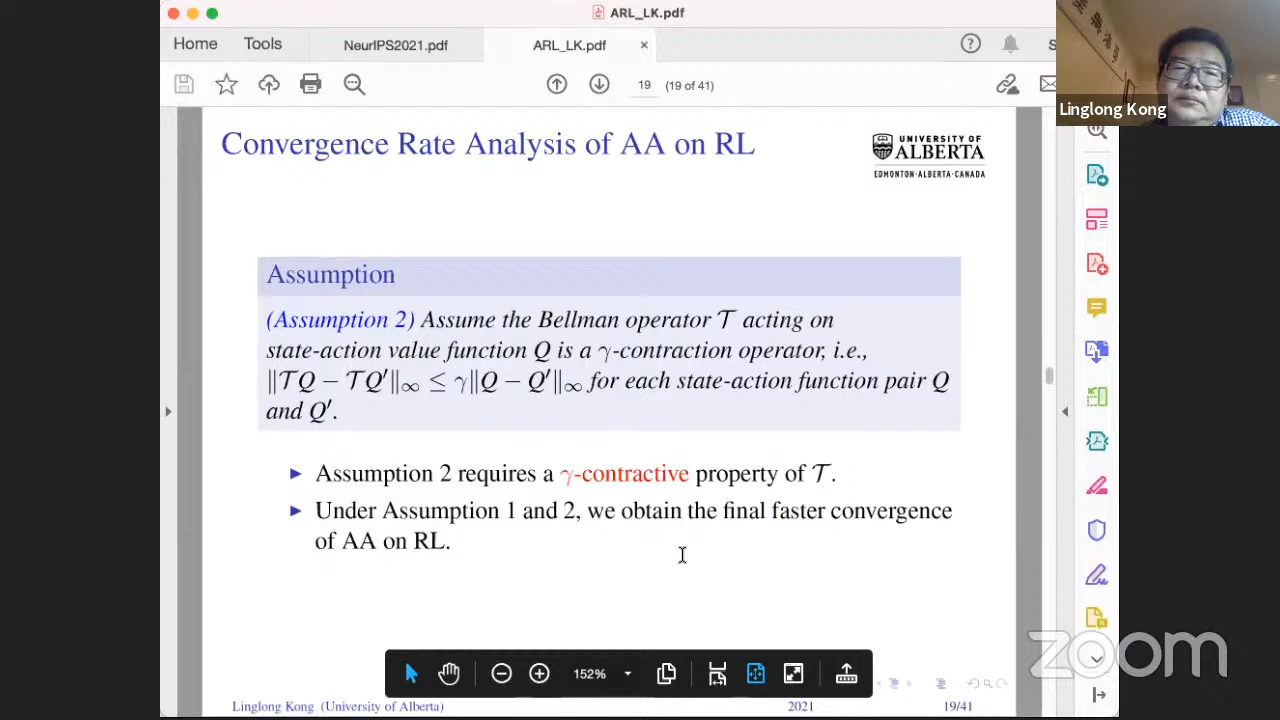 ARL_LK.pdf
Home
Tools
NeurIPS2021.pdf
ARL_LK.pdf
×
19
(19 of 41)
Linglong Kong
Convergence Rate Analysis of AA on RL
UNIVERSITY OF
ALBERTA
EDMONTON·ALBERTA·CANADA
Assumption
(Assumption 2) Assume the Bellman operator 𝒯 acting on
state-action value function Q is a γ-contraction operator, i.e.,
‖𝒯Q − 𝒯Q′‖∞ ≤ γ‖Q − Q′‖∞ for each state-action function pair Q
and Q′.
► Assumption 2 requires a γ-contractive property of 𝒯.
► Under Assumption 1 and 2, we obtain the final faster convergence
of AA on RL.
152%
zoom
Linglong Kong (University of Alberta)
2021
19/41